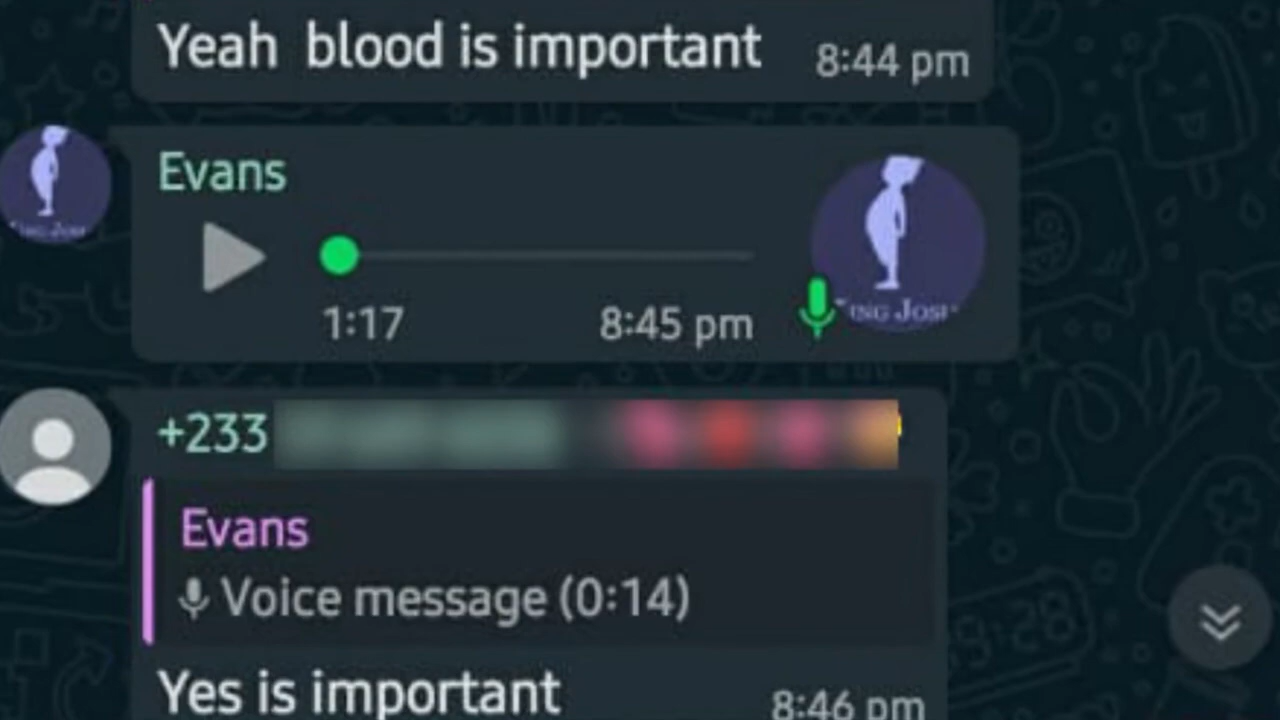 Yeah  blood is important 8:44 pm
Evans
1:17 8:45 pm
+233
Evans
Voice message (0:14)
Yes is important 8:46 pm